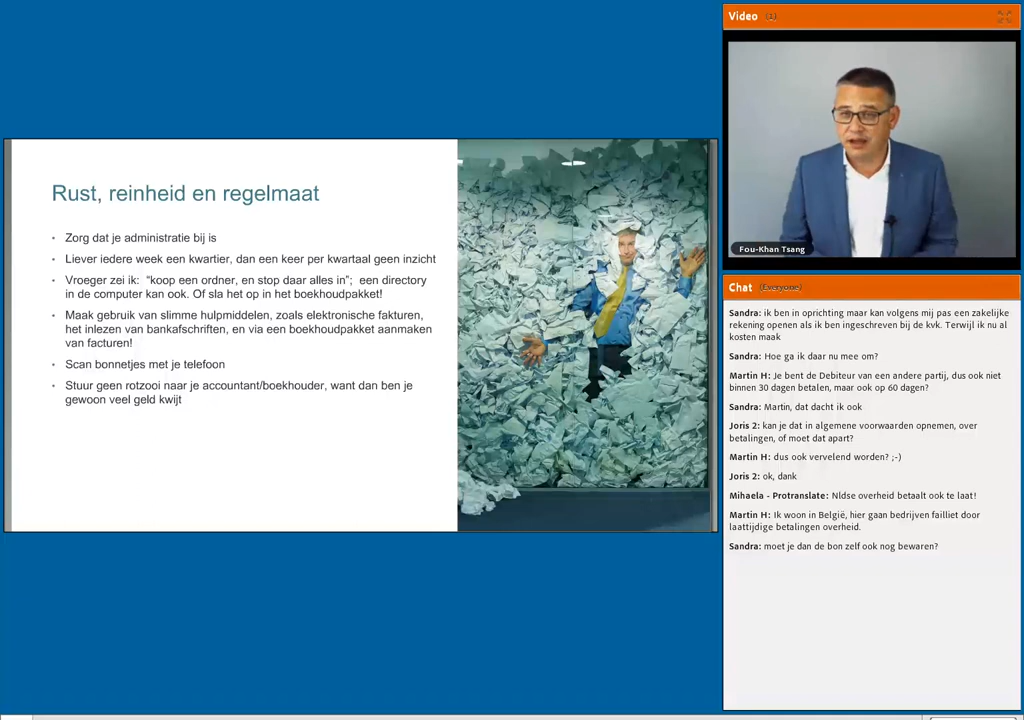 Video (1)
Fou-Khan Tsang
Rust, reinheid en regelmaat
• Zorg dat je administratie bij is
• Liever iedere week een kwartier, dan een keer per kwartaal geen inzicht
• Vroeger zei ik: “koop een ordner, en stop daar alles in”; een directory
in de computer kan ook. Of sla het op in het boekhoudpakket!
• Maak gebruik van slimme hulpmiddelen, zoals elektronische fakturen,
het inlezen van bankafschriften, en via een boekhoudpakket aanmaken
van facturen!
• Scan bonnetjes met je telefoon
• Stuur geen rotzooi naar je accountant/boekhouder, want dan ben je
gewoon veel geld kwijt
Chat (Everyone)
Sandra: ik ben in oprichting maar kan volgens mij pas een zakelijke
rekening openen als ik ben ingeschreven bij de kvk. Terwijl ik nu al
kosten maak
Sandra: Hoe ga ik daar nu mee om?
Martin H: Je bent de Debiteur van een andere partij, dus ook niet
binnen 30 dagen betalen, maar ook op 60 dagen?
Sandra: Martin, dat dacht ik ook
Joris 2: kan je dat in algemene voorwaarden opnemen, over
betalingen, of moet dat apart?
Martin H: dus ook vervelend worden? ;-)
Joris 2: ok, dank
Mihaela - Protranslate: Nldse overheid betaalt ook te laat!
Martin H: Ik woon in België, hier gaan bedrijven failliet door
laattijdige betalingen overheid.
Sandra: moet je dan de bon zelf ook nog bewaren?